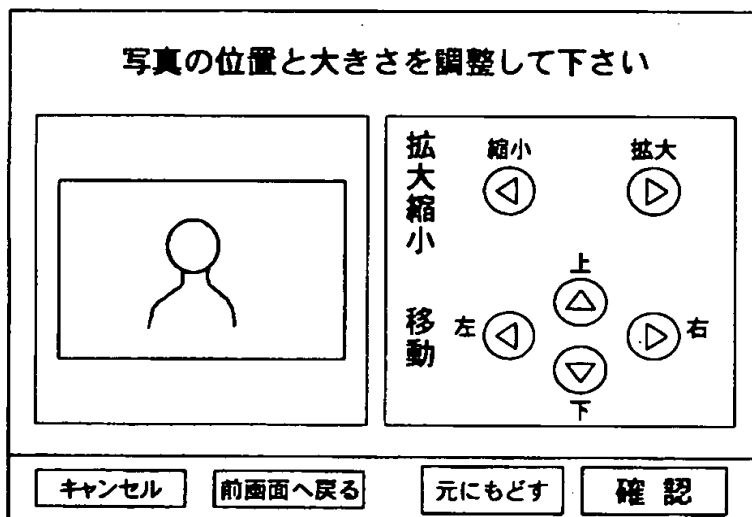 写真の位置と大きさを調整して下さい
拡大縮小
縮小
拡大
移動
上
左
右
下
キャンセル
前画面へ戻る
元にもどす
確認